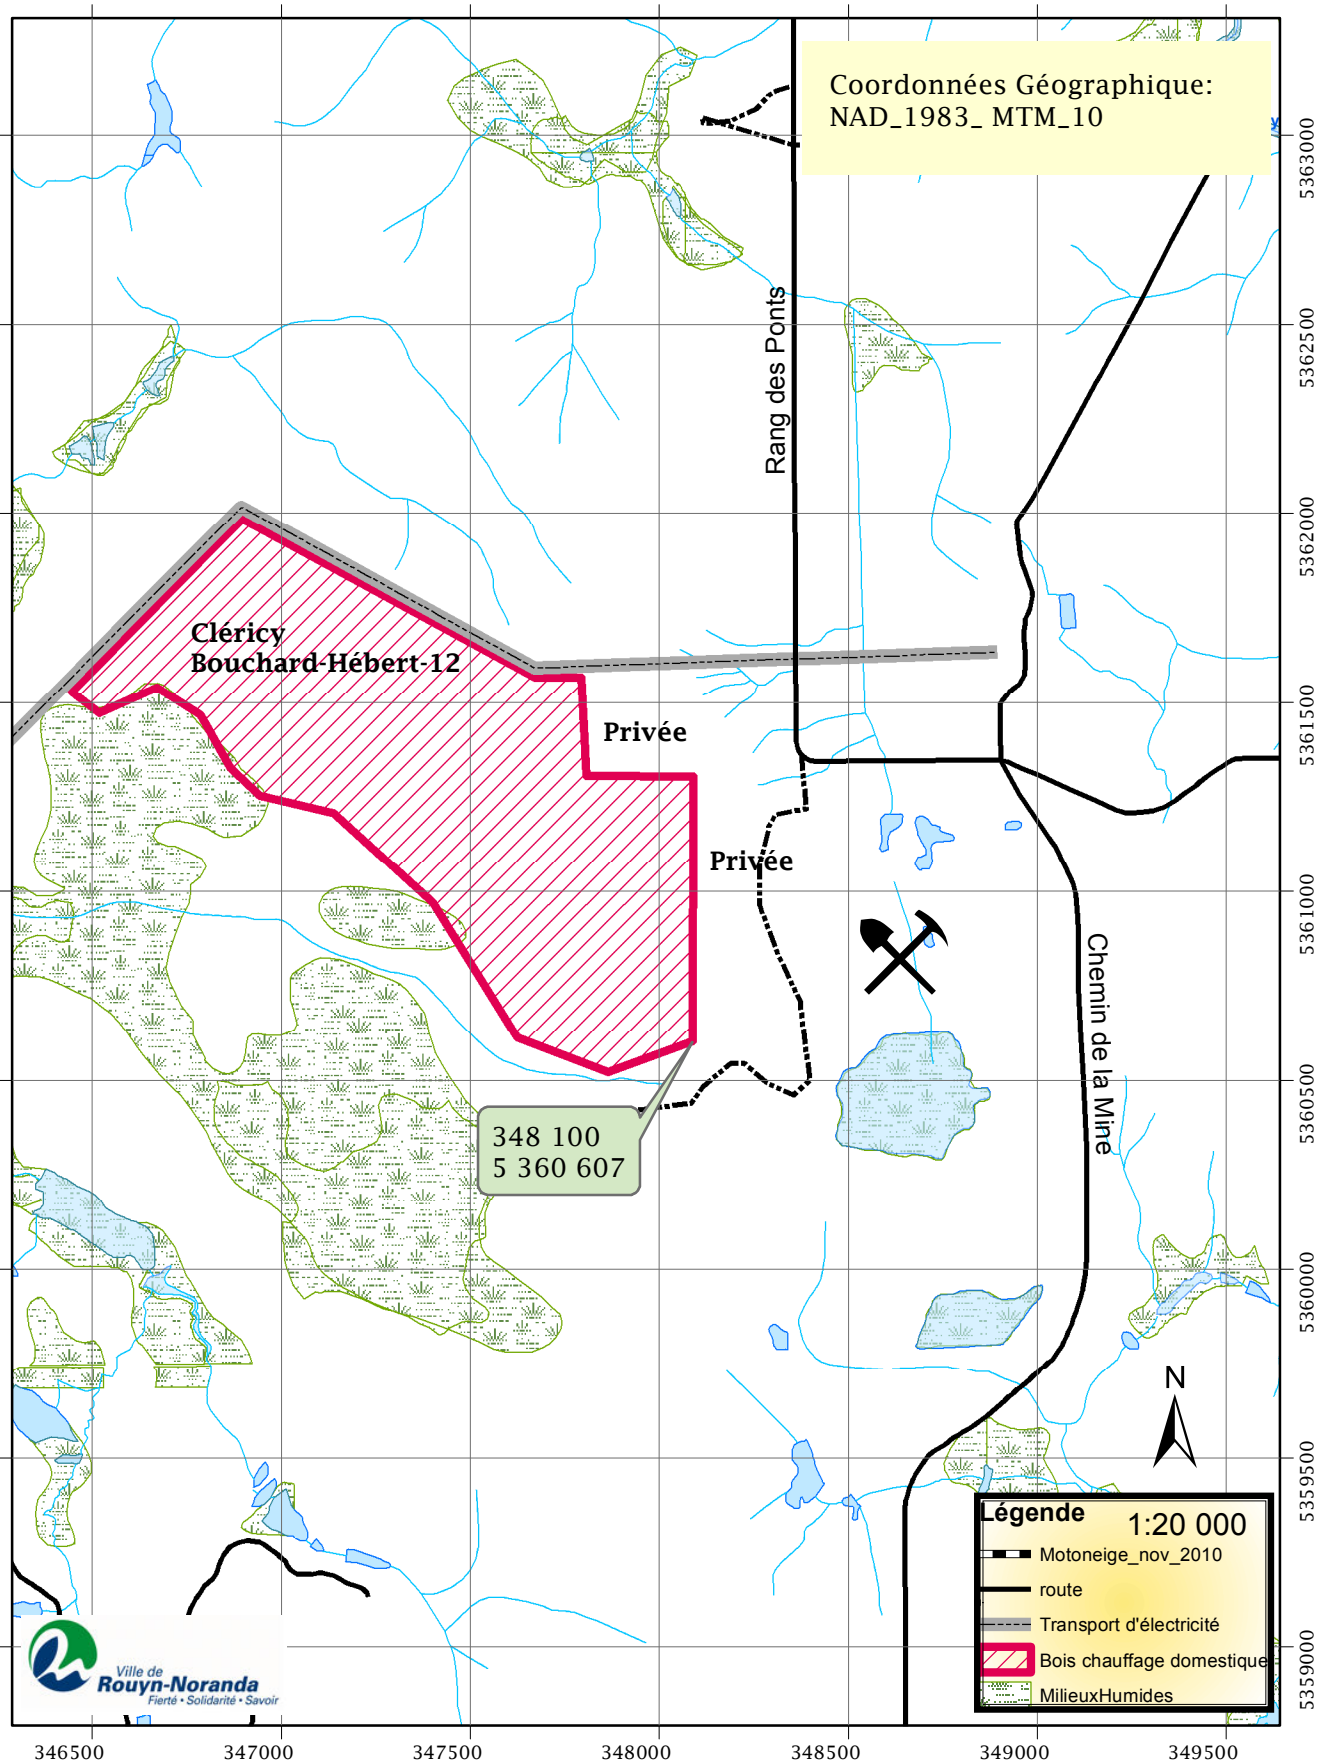 Coordonnées Géographique:
NAD_1983_ MTM_10
5363000
Rang des Ponts
5362500
5362000
Cléricy
Bouchard-Hébert-12
5361500
Privée
Privée
5361000
Chemin de la Mine
5360500
348 100
5 360 607
5360000
N
5359500
Légende
1:20 000
Motoneige_nov_2010
route
Transport d'électricité
Bois chauffage domestique
MilieuxHumides
5359000
Ville de
Rouyn-Noranda
Fierté • Solidarité • Savoir
346500 347000 347500 348000 348500 349000 349500